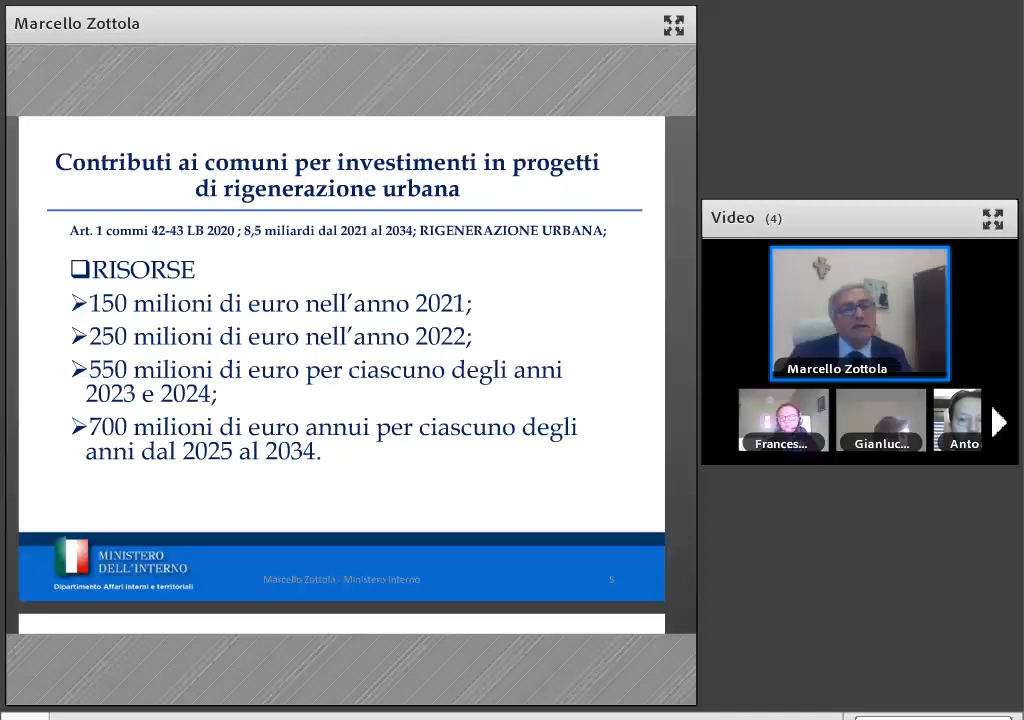 Marcello Zottola
Contributi ai comuni per investimenti in progetti
di rigenerazione urbana
Art. 1 commi 42-43 LB 2020 ; 8,5 miliardi dal 2021 al 2034; RIGENERAZIONE URBANA;
❑RISORSE
➢150 milioni di euro nell’anno 2021;
➢250 milioni di euro nell’anno 2022;
➢550 milioni di euro per ciascuno degli anni
2023 e 2024;
➢700 milioni di euro annui per ciascuno degli
anni dal 2025 al 2034.
MINISTERO
DELL'INTERNO
Dipartimento Affari interni e territoriali
Marcello Zottola - Ministero Interno
5
Video (4)
Marcello Zottola
Frances...
Gianluc...
Anto